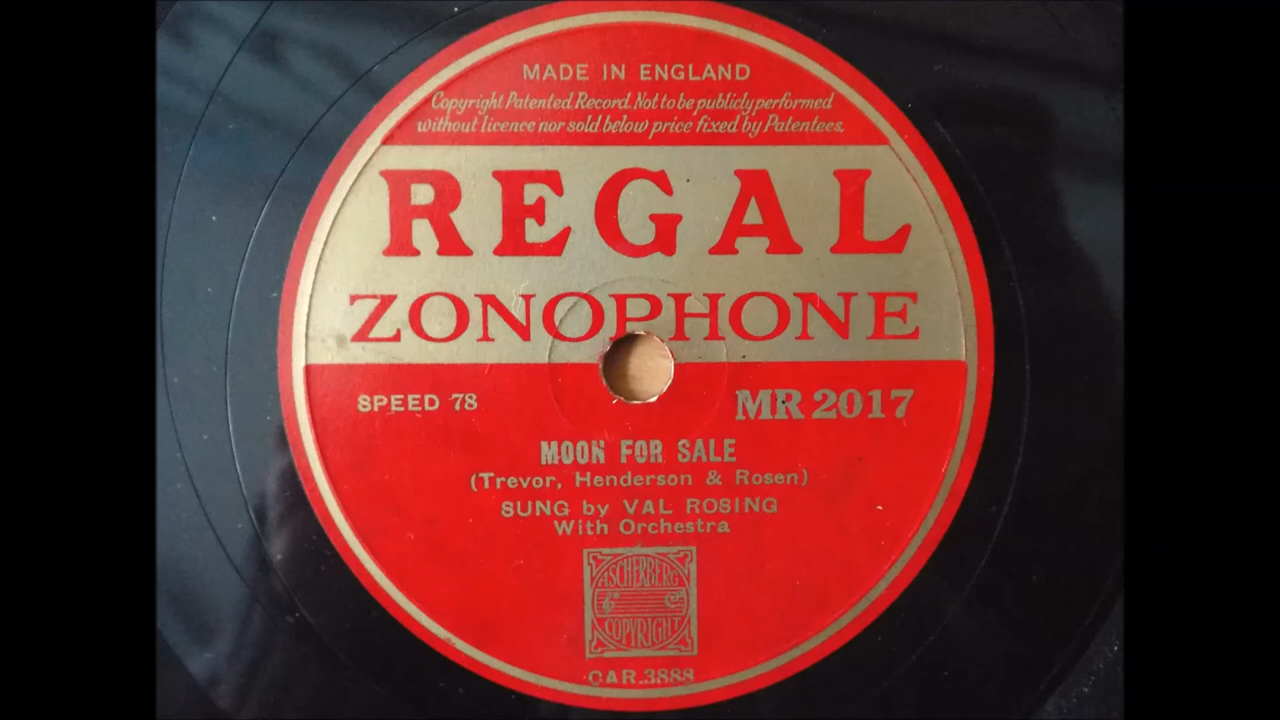 MADE IN ENGLAND
Copyright Patented Record. Not to be publicly performed
without licence nor sold below price fixed by Patentees.
REGAL
ZONOPHONE
SPEED 78
MR 2017
MOON FOR SALE
(Trevor, Henderson & Rosen)
SUNG by VAL ROSING
With Orchestra
ASCHERBERG
COPYRIGHT
CAR.3888